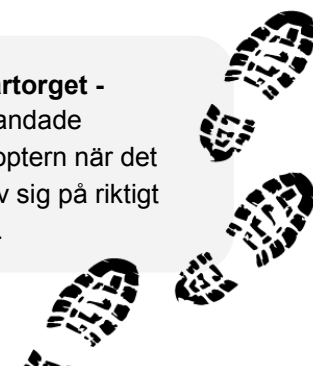 artorget -
andade
optern när det
v sig på riktigt
.